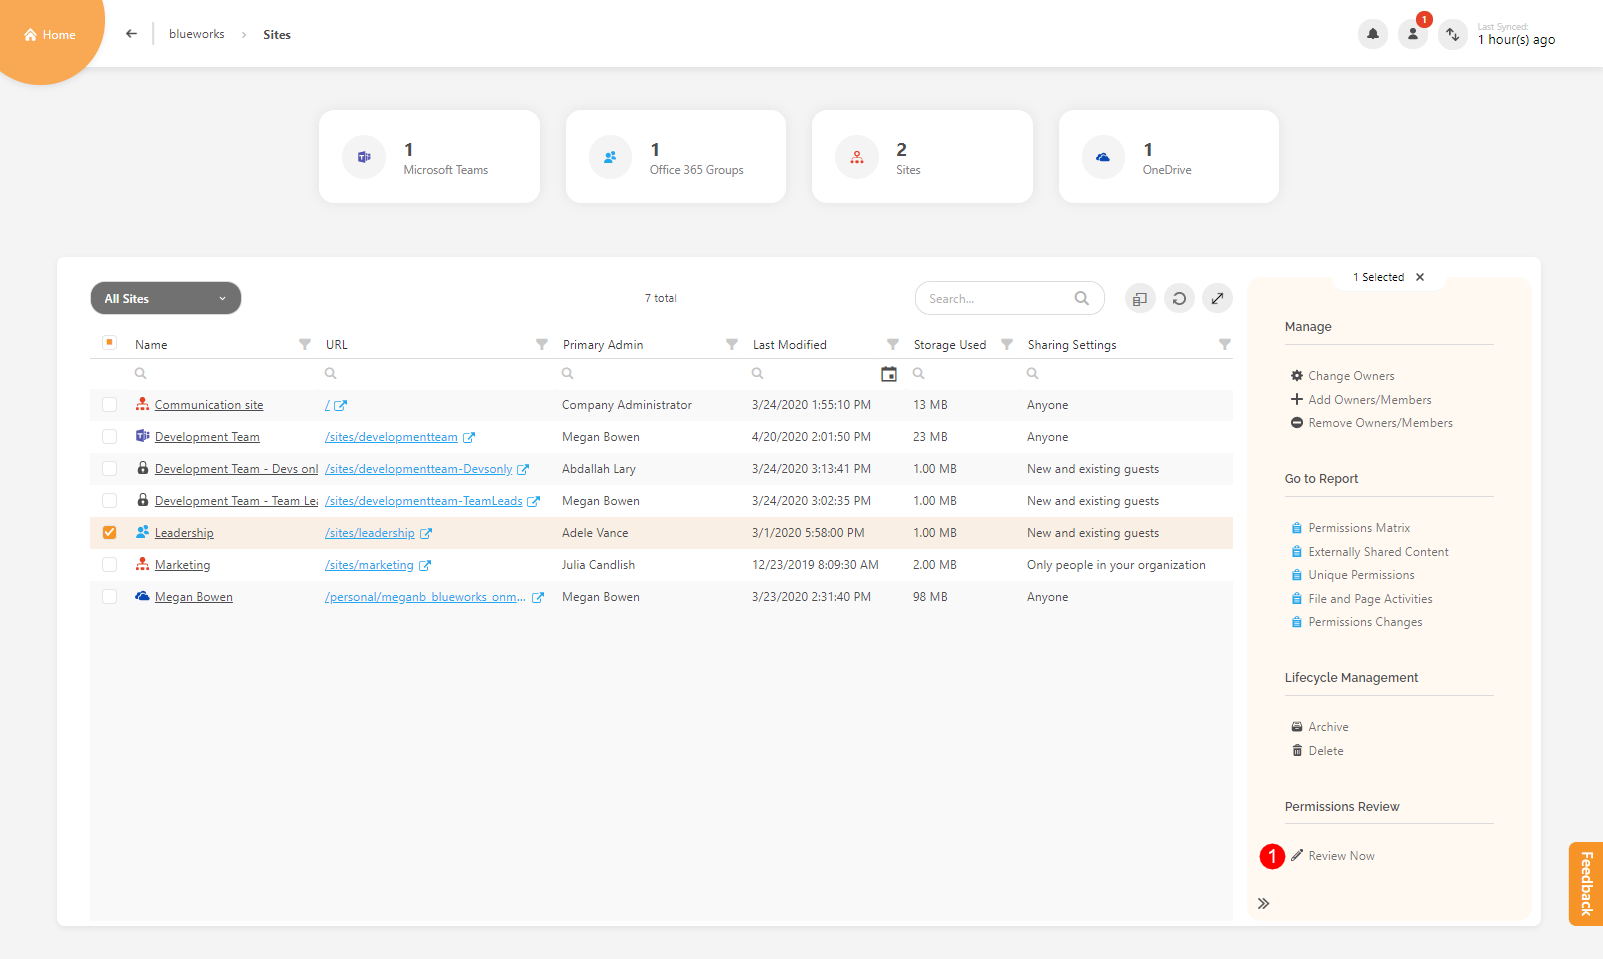 Home
blueworks › Sites
1
Last Synced:
1 hour(s) ago
1
Microsoft Teams
1
Office 365 Groups
2
Sites
1
OneDrive
All Sites
7 total
Search...
1 Selected ✕
Name URL Primary Admin Last Modified Storage Used Sharing Settings
Communication site / Company Administrator 3/24/2020 1:55:10 PM 13 MB Anyone
Development Team /sites/developmentteam Megan Bowen 4/20/2020 2:01:50 PM 23 MB Anyone
Development Team - Devs onl /sites/developmentteam-Devsonly Abdallah Lary 3/24/2020 3:13:41 PM 1.00 MB New and existing guests
Development Team - Team Lea /sites/developmentteam-TeamLeads Megan Bowen 3/24/2020 3:02:35 PM 1.00 MB New and existing guests
Leadership /sites/leadership Adele Vance 3/1/2020 5:58:00 PM 1.00 MB New and existing guests
Marketing /sites/marketing Julia Candlish 12/23/2019 8:09:30 AM 2.00 MB Only people in your organization
Megan Bowen /personal/meganb_blueworks_onm... Megan Bowen 3/23/2020 2:31:40 PM 98 MB Anyone
Manage
Change Owners
Add Owners/Members
Remove Owners/Members
Go to Report
Permissions Matrix
Externally Shared Content
Unique Permissions
File and Page Activities
Permissions Changes
Lifecycle Management
Archive
Delete
Permissions Review
1 Review Now
Feedback